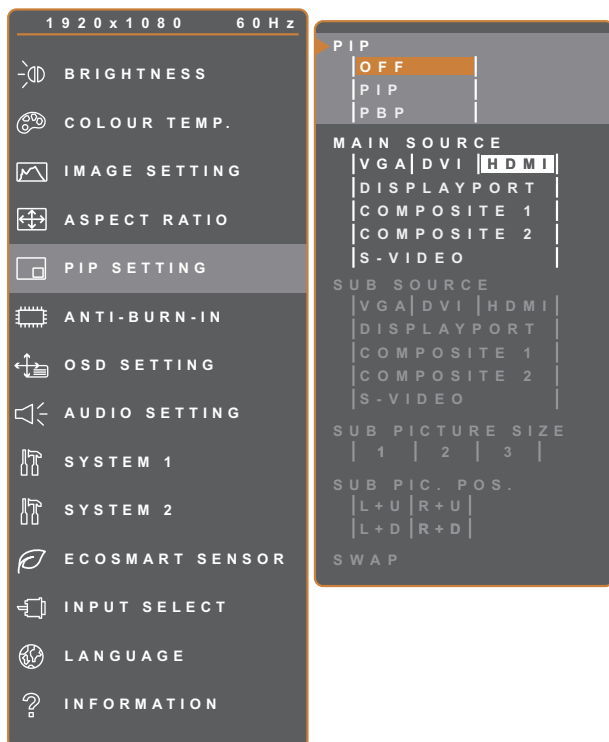 1920x1080 60Hz
BRIGHTNESS
COLOUR TEMP.
IMAGE SETTING
ASPECT RATIO
PIP SETTING
ANTI-BURN-IN
OSD SETTING
AUDIO SETTING
SYSTEM 1
SYSTEM 2
ECOSMART SENSOR
INPUT SELECT
LANGUAGE
INFORMATION
PIP
OFF
PIP
PBP
MAIN SOURCE
VGA DVI HDMI
DISPLAYPORT
COMPOSITE 1
COMPOSITE 2
S-VIDEO
SUB SOURCE
VGA DVI HDMI
DISPLAYPORT
COMPOSITE 1
COMPOSITE 2
S-VIDEO
SUB PICTURE SIZE
1 2 3
SUB PIC. POS.
L+U R+U
L+D R+D
SWAP